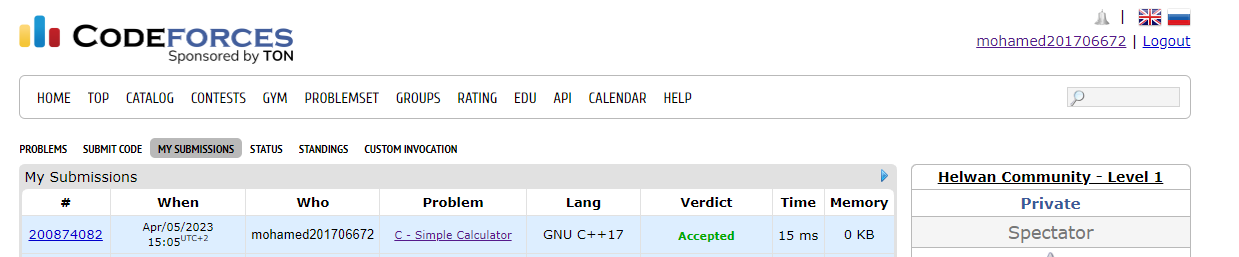 CODEFORCES
Sponsored by TON
|
mohamed201706672 | Logout
HOME TOP CATALOG CONTESTS GYM PROBLEMSET GROUPS RATING EDU API CALENDAR HELP
PROBLEMS SUBMIT CODE MY SUBMISSIONS STATUS STANDINGS CUSTOM INVOCATION
My Submissions
# When Who Problem Lang Verdict Time Memory
200874082 Apr/05/2023 15:05UTC+2 mohamed201706672 C - Simple Calculator GNU C++17 Accepted 15 ms 0 KB
Helwan Community - Level 1
Private
Spectator